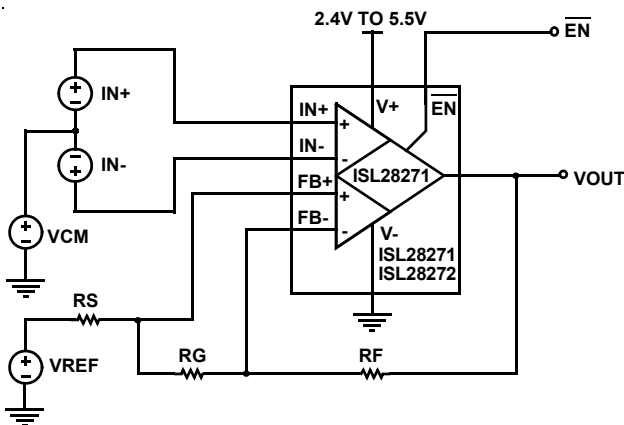 2.4V TO 5.5V
EN
IN+
IN+
V+
EN
IN-
IN-
ISL28271
FB+
VOUT
FB-
V-
VCM
ISL28271
ISL28272
RS
RG
RF
VREF